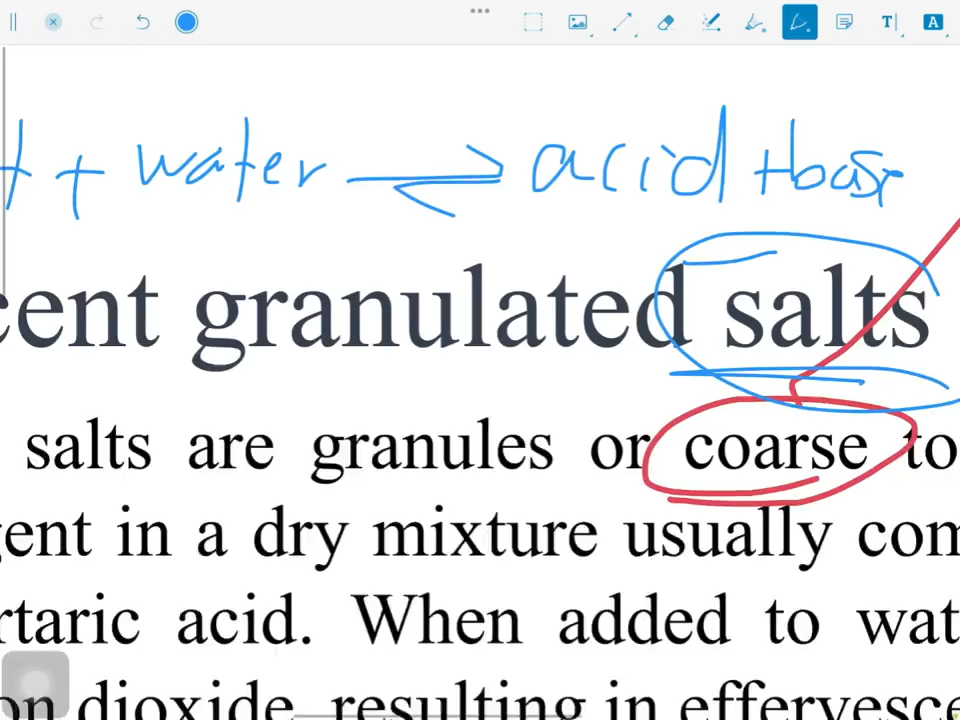 t + water ⇌ acid + base
cent granulated salts
salts are granules or coarse to
gent in a dry mixture usually com
rtaric acid. When added to wat
on dioxide, resulting in effervesce